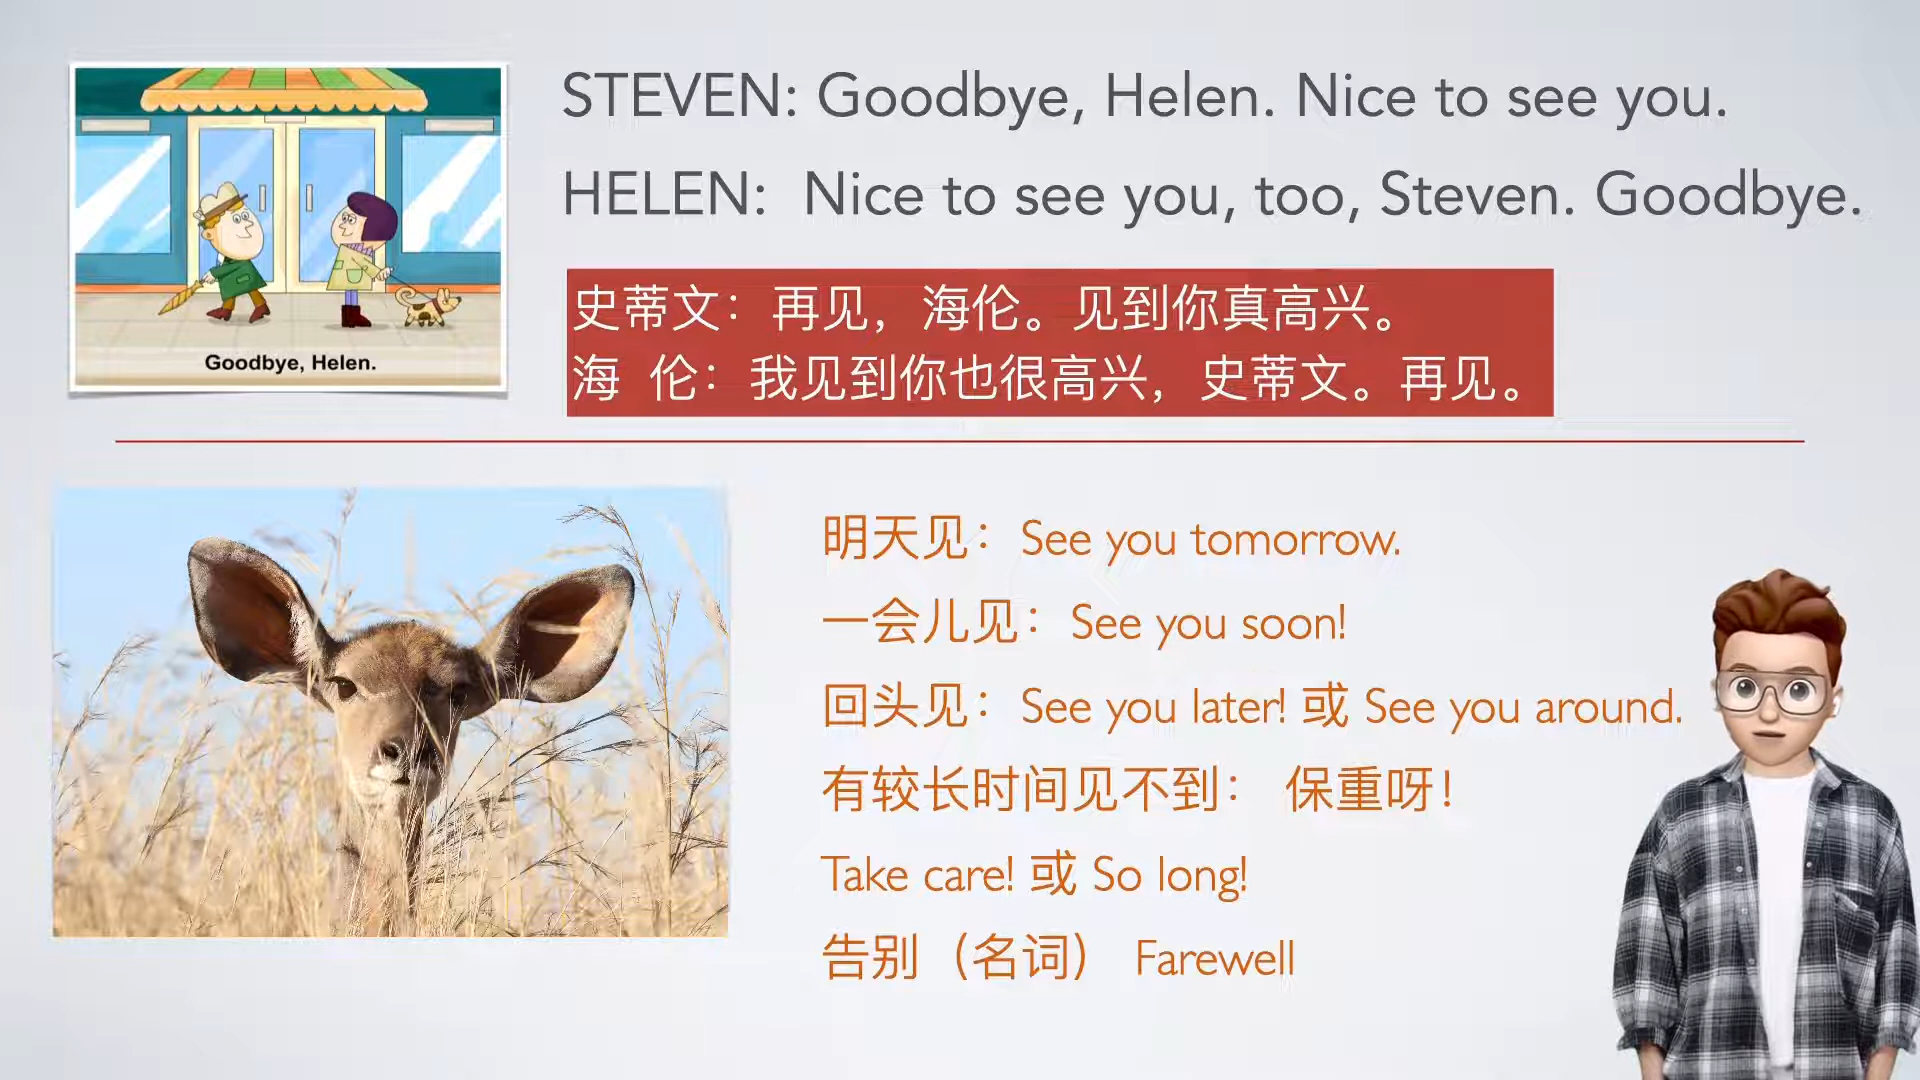 STEVEN: Goodbye, Helen. Nice to see you.
HELEN: Nice to see you, too, Steven. Goodbye.
史蒂文：再见，海伦。见到你真高兴。
海 伦：我见到你也很高兴，史蒂文。再见。
Goodbye, Helen.
明天见：See you tomorrow.
一会儿见：See you soon!
回头见：See you later! 或 See you around.
有较长时间见不到： 保重呀！
Take care! 或 So long!
告别（名词） Farewell